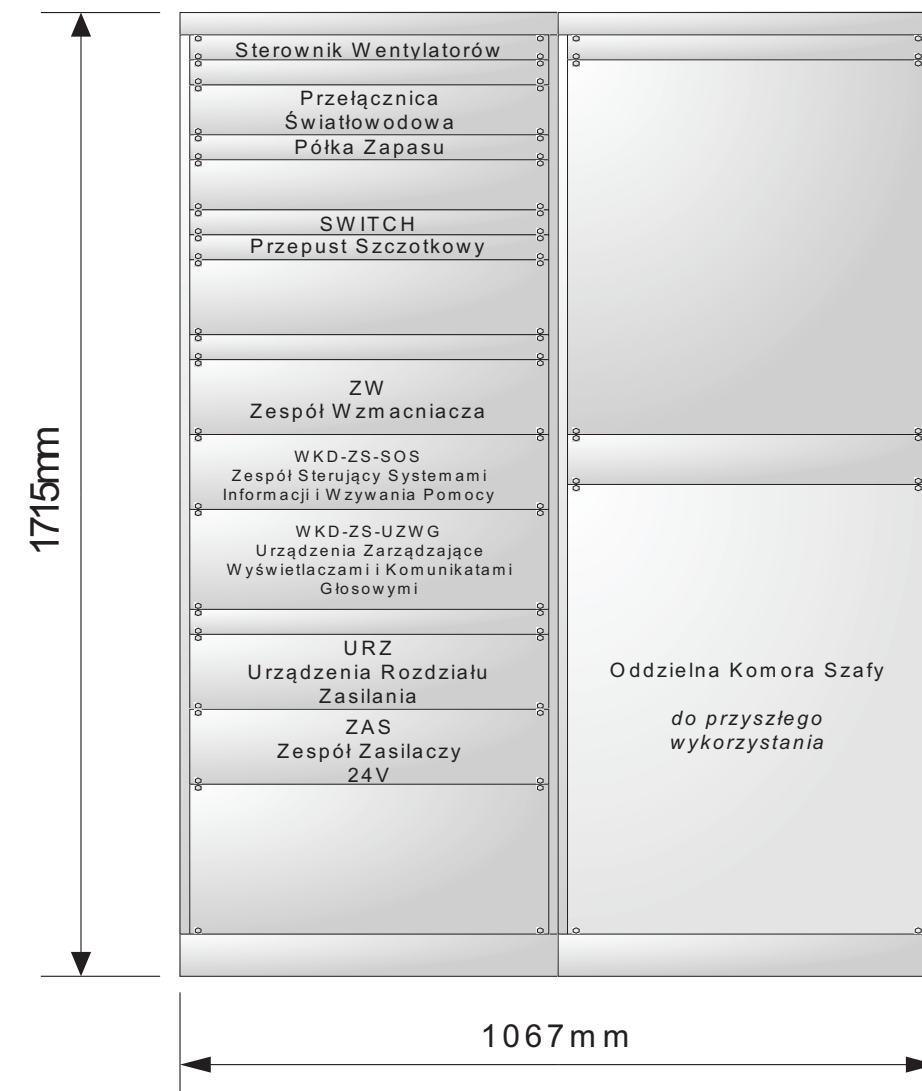 Sterownik Wentylatorów
Przełącznica
Światłowodowa
Półka Zapasu
SWITCH
Przepust Szczotkowy
ZW
Zespół Wzmacniacza
WKD-ZS-SOS
Zespół Sterujący Systemami
Informacji i Wzywania Pomocy
WKD-ZS-UZWG
Urządzenia Zarządzające
Wyświetlaczami i Komunikatami
Głosowymi
URZ
Urządzenia Rozdziału
Zasilania
ZAS
Zespół Zasilaczy
24V
Oddzielna Komora Szafy
do przyszłego
wykorzystania
1715mm
1067mm